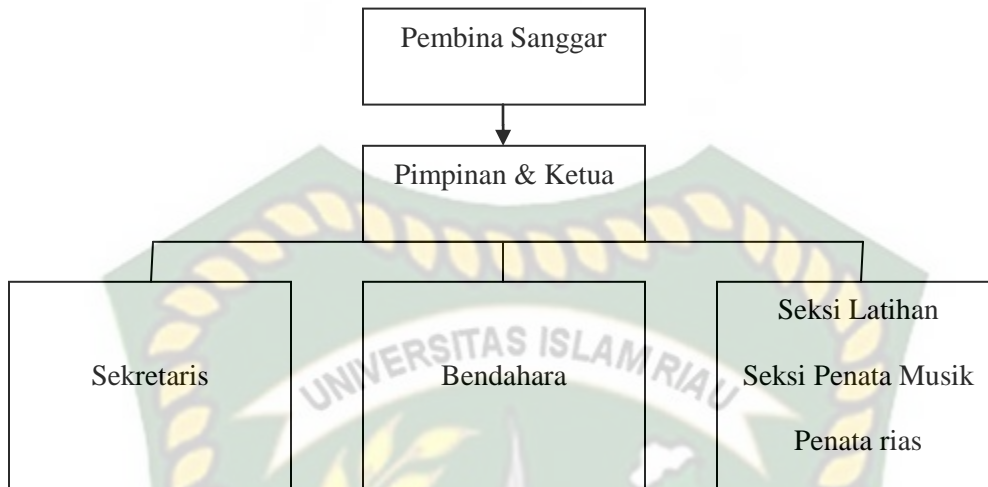 Pembina Sanggar
Pimpinan & Ketua
UNIVERSITAS ISLAM RIAU
Sekretaris
Bendahara
Seksi Latihan
Seksi Penata Musik
Penata rias